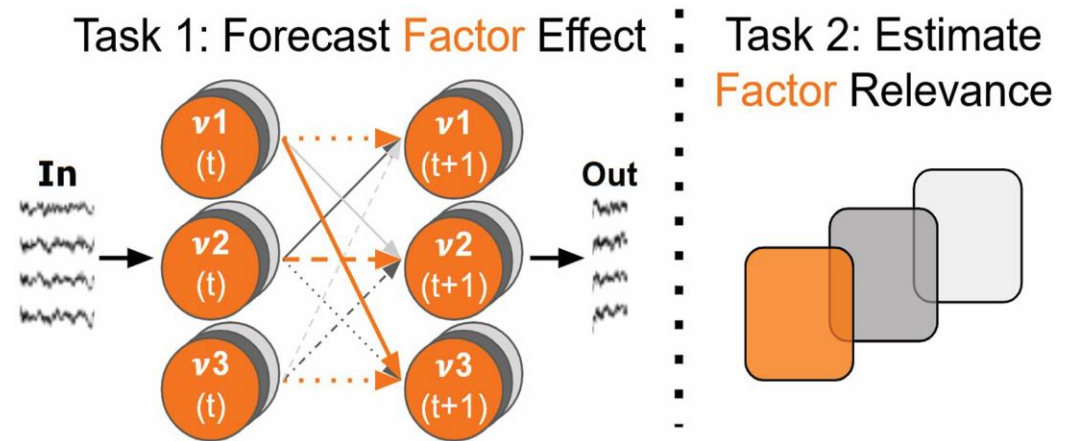 Task 1: Forecast Factor Effect
In
ν1
(t)
ν2
(t)
ν3
(t)
ν1
(t+1)
ν2
(t+1)
ν3
(t+1)
Out
Task 2: Estimate
Factor Relevance